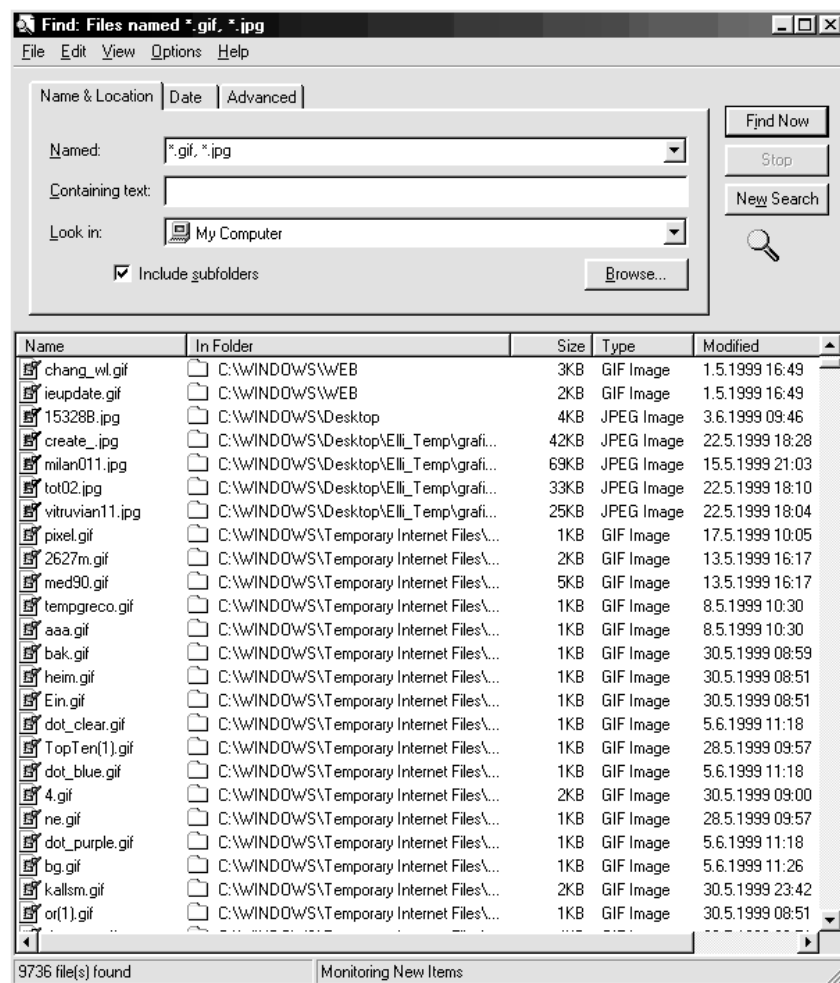 Find: Files named *.gif, *.jpg
File Edit View Options Help
Name & Location Date Advanced
Find Now
Named: *.gif, *.jpg
Stop
Containing text:
New Search
Look in: My Computer
Include subfolders Browse...
Name In Folder Size Type Modified
chang_wl.gif C:\WINDOWS\WEB 3KB GIF Image 1.5.1999 16:49
ieupdate.gif C:\WINDOWS\WEB 2KB GIF Image 1.5.1999 16:49
15328B.jpg C:\WINDOWS\Desktop 4KB JPEG Image 3.6.1999 09:46
create_.jpg C:\WINDOWS\Desktop\Elli_Temp\grafi... 42KB JPEG Image 22.5.1999 18:28
milan011.jpg C:\WINDOWS\Desktop\Elli_Temp\grafi... 69KB JPEG Image 15.5.1999 21:03
tot02.jpg C:\WINDOWS\Desktop\Elli_Temp\grafi... 33KB JPEG Image 22.5.1999 18:10
vitruvian11.jpg C:\WINDOWS\Desktop\Elli_Temp\grafi... 25KB JPEG Image 22.5.1999 18:04
pixel.gif C:\WINDOWS\Temporary Internet Files\... 1KB GIF Image 17.5.1999 10:05
2627m.gif C:\WINDOWS\Temporary Internet Files\... 2KB GIF Image 13.5.1999 16:17
med90.gif C:\WINDOWS\Temporary Internet Files\... 5KB GIF Image 13.5.1999 16:17
tempgreco.gif C:\WINDOWS\Temporary Internet Files\... 1KB GIF Image 8.5.1999 10:30
aaa.gif C:\WINDOWS\Temporary Internet Files\... 1KB GIF Image 8.5.1999 10:30
bak.gif C:\WINDOWS\Temporary Internet Files\... 1KB GIF Image 30.5.1999 08:59
heim.gif C:\WINDOWS\Temporary Internet Files\... 1KB GIF Image 30.5.1999 08:51
Ein.gif C:\WINDOWS\Temporary Internet Files\... 1KB GIF Image 30.5.1999 08:51
dot_clear.gif C:\WINDOWS\Temporary Internet Files\... 1KB GIF Image 5.6.1999 11:18
TopTen(1).gif C:\WINDOWS\Temporary Internet Files\... 1KB GIF Image 28.5.1999 09:57
dot_blue.gif C:\WINDOWS\Temporary Internet Files\... 1KB GIF Image 5.6.1999 11:18
4.gif C:\WINDOWS\Temporary Internet Files\... 2KB GIF Image 30.5.1999 09:00
ne.gif C:\WINDOWS\Temporary Internet Files\... 1KB GIF Image 28.5.1999 09:57
dot_purple.gif C:\WINDOWS\Temporary Internet Files\... 1KB GIF Image 5.6.1999 11:18
bg.gif C:\WINDOWS\Temporary Internet Files\... 1KB GIF Image 5.6.1999 11:26
kallsm.gif C:\WINDOWS\Temporary Internet Files\... 2KB GIF Image 30.5.1999 23:42
or(1).gif C:\WINDOWS\Temporary Internet Files\... 1KB GIF Image 30.5.1999 08:51
9736 file(s) found Monitoring New Items